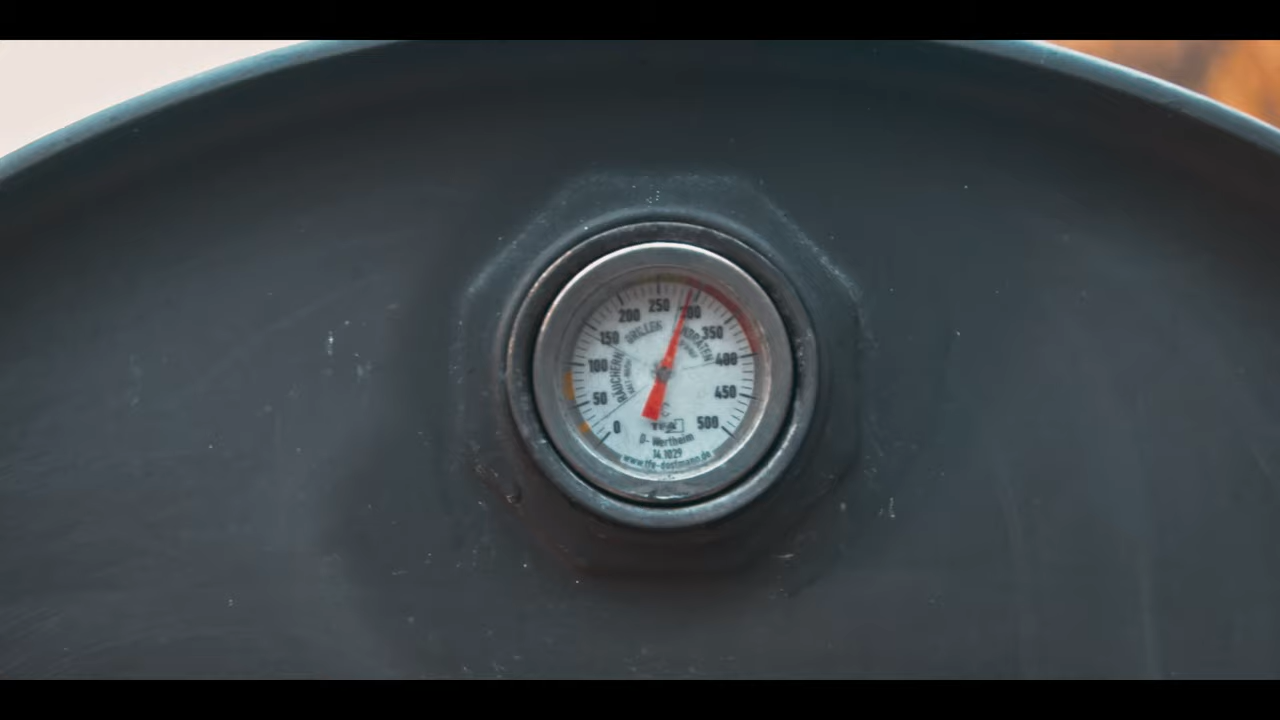 0
50
100
150
200
250
300
350
400
450
500
RÄUCHERN
GRILLEN
°C
TFA
D- Wertheim
14.1029
www.tfa-dostmann.de